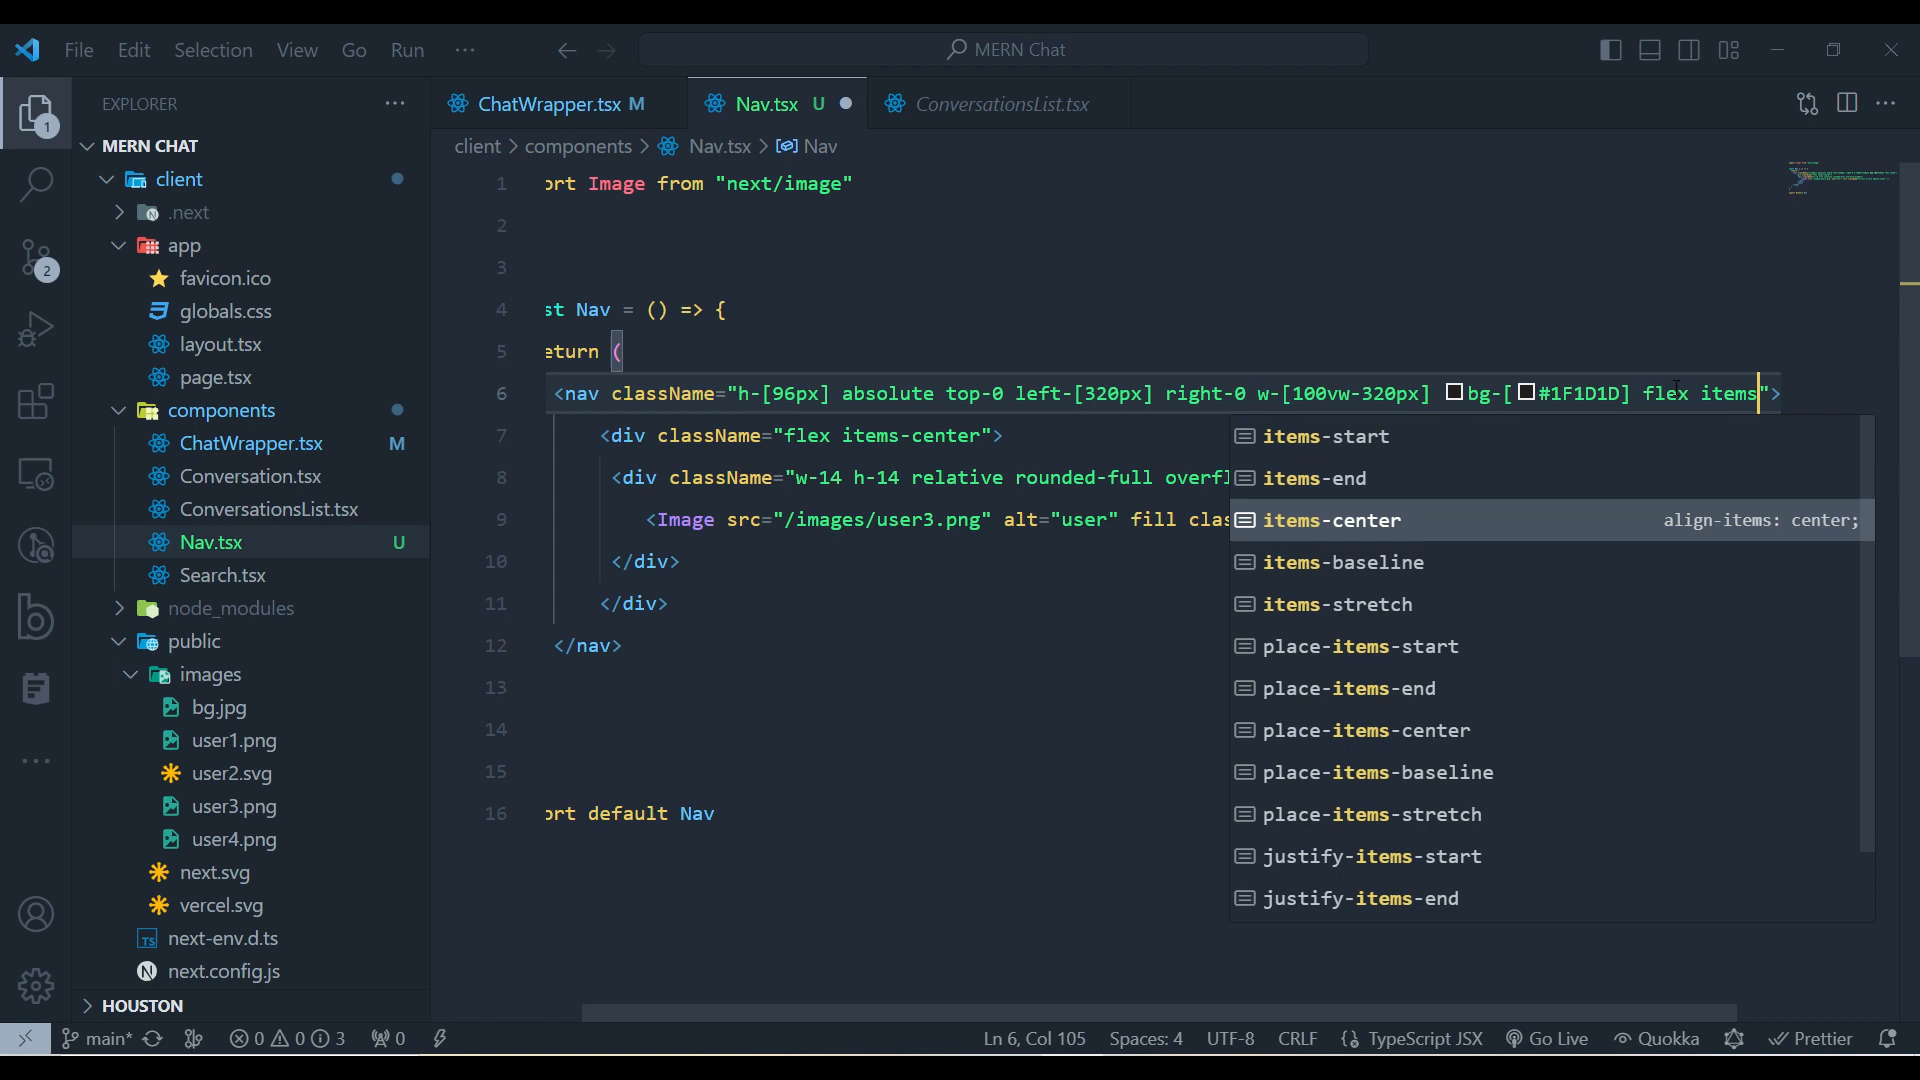 File Edit Selection View Go Run ··· MERN Chat
EXPLORER ···
MERN CHAT
client
.next
app
favicon.ico
globals.css
layout.tsx
page.tsx
components
ChatWrapper.tsx M
Conversation.tsx
ConversationsList.tsx
Nav.tsx U
Search.tsx
node_modules
public
images
bg.jpg
user1.png
user2.svg
user3.png
user4.png
next.svg
vercel.svg
next-env.d.ts
next.config.js
HOUSTON
1
2
ChatWrapper.tsx M Nav.tsx U ConversationsList.tsx
client > components > Nav.tsx > Nav
1 ort Image from "next/image"
2
3
4 st Nav = () => {
5 eturn (
6 <nav className="h-[96px] absolute top-0 left-[320px] right-0 w-[100vw-320px] bg-[#1F1D1D] flex items">
7 <div className="flex items-center">
8 <div className="w-14 h-14 relative rounded-full overfl
9 <Image src="/images/user3.png" alt="user" fill clas
10 </div>
11 </div>
12 </nav>
13
14
15
16 ort default Nav
items-start
items-end
items-center align-items: center;
items-baseline
items-stretch
place-items-start
place-items-end
place-items-center
place-items-baseline
place-items-stretch
justify-items-start
justify-items-end
main* 0 0 3 0 Ln 6, Col 105 Spaces: 4 UTF-8 CRLF TypeScript JSX Go Live Quokka Prettier